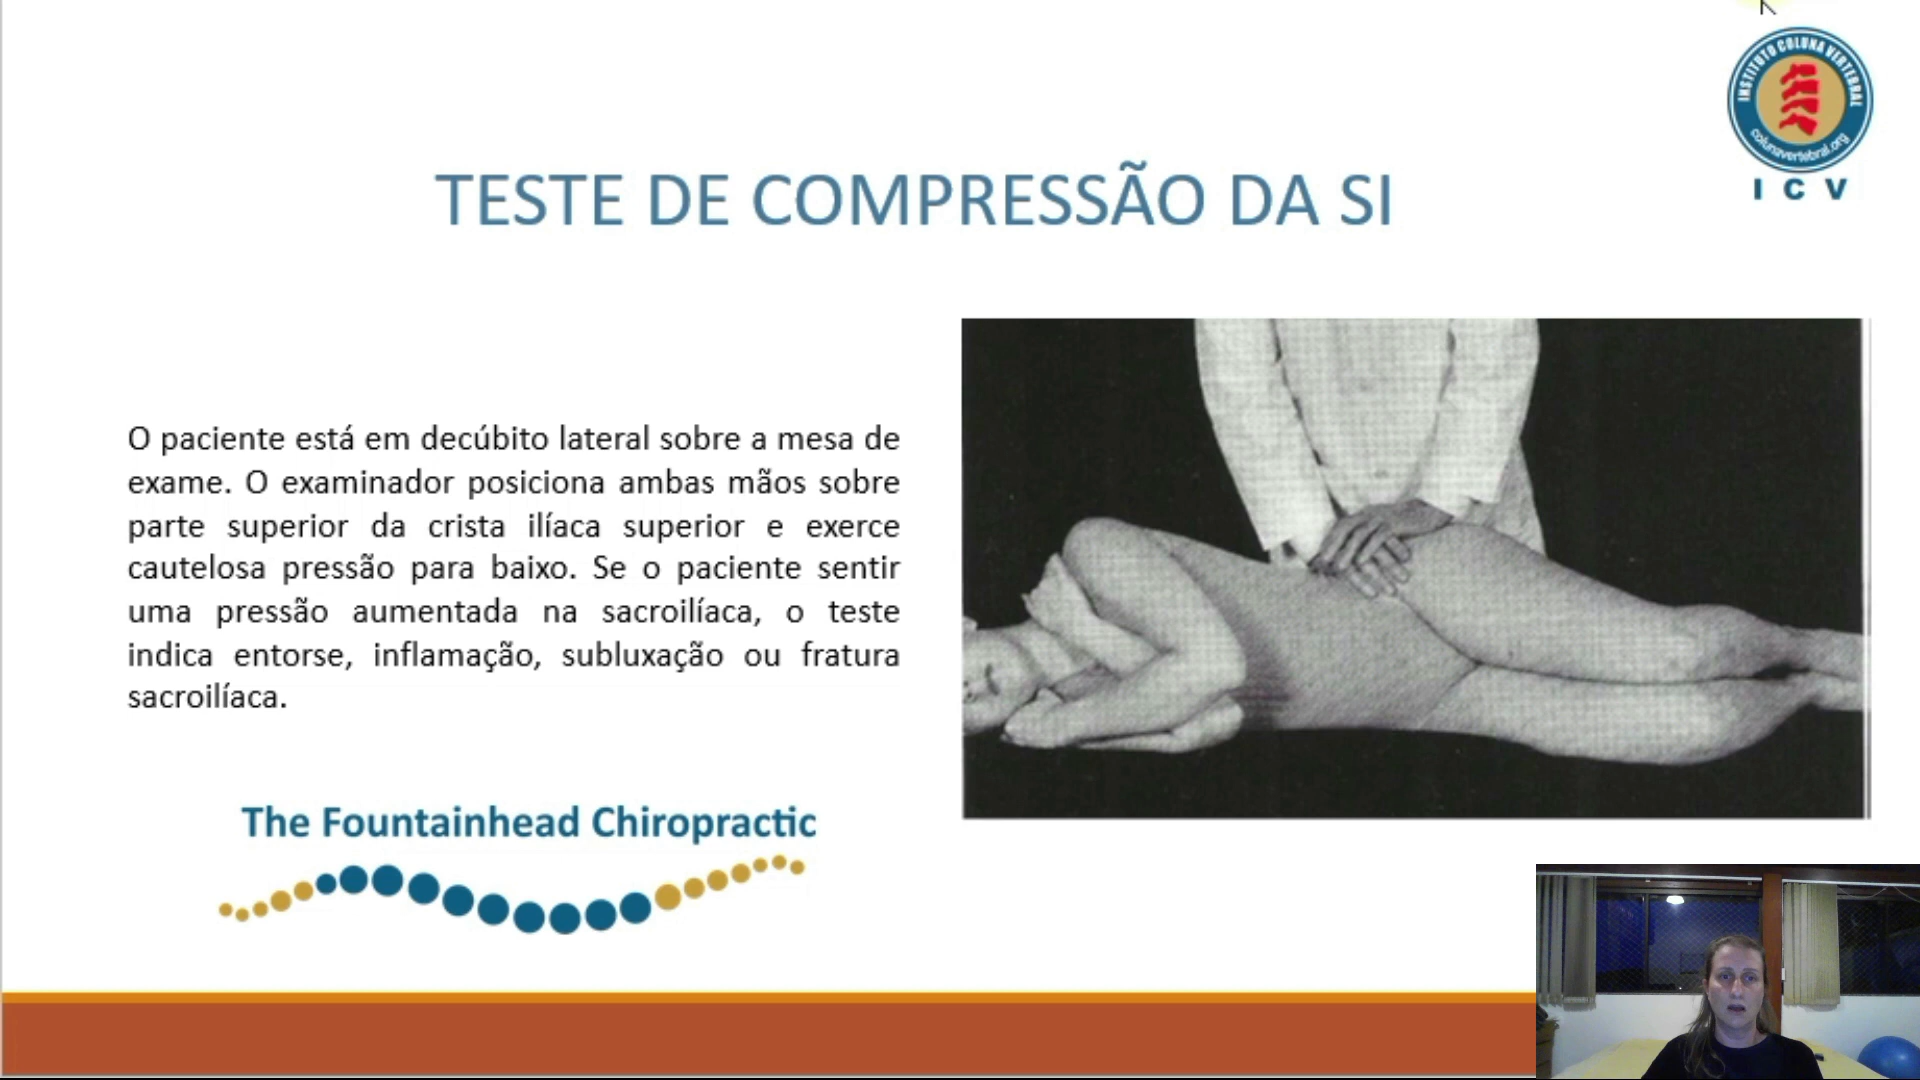 INSTITUTO COLUNA VERTEBRAL
colunavertebral.org
I C V
TESTE DE COMPRESSÃO DA SI
O paciente está em decúbito lateral sobre a mesa de
exame. O examinador posiciona ambas mãos sobre
parte superior da crista ilíaca superior e exerce
cautelosa pressão para baixo. Se o paciente sentir
uma pressão aumentada na sacroilíaca, o teste
indica entorse, inflamação, subluxação ou fratura
sacroilíaca.
The Fountainhead Chiropractic